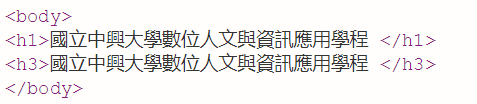 <body>
<h1>國立中興大學數位人文與資訊應用學程 </h1>
<h3>國立中興大學數位人文與資訊應用學程 </h3>
</body>